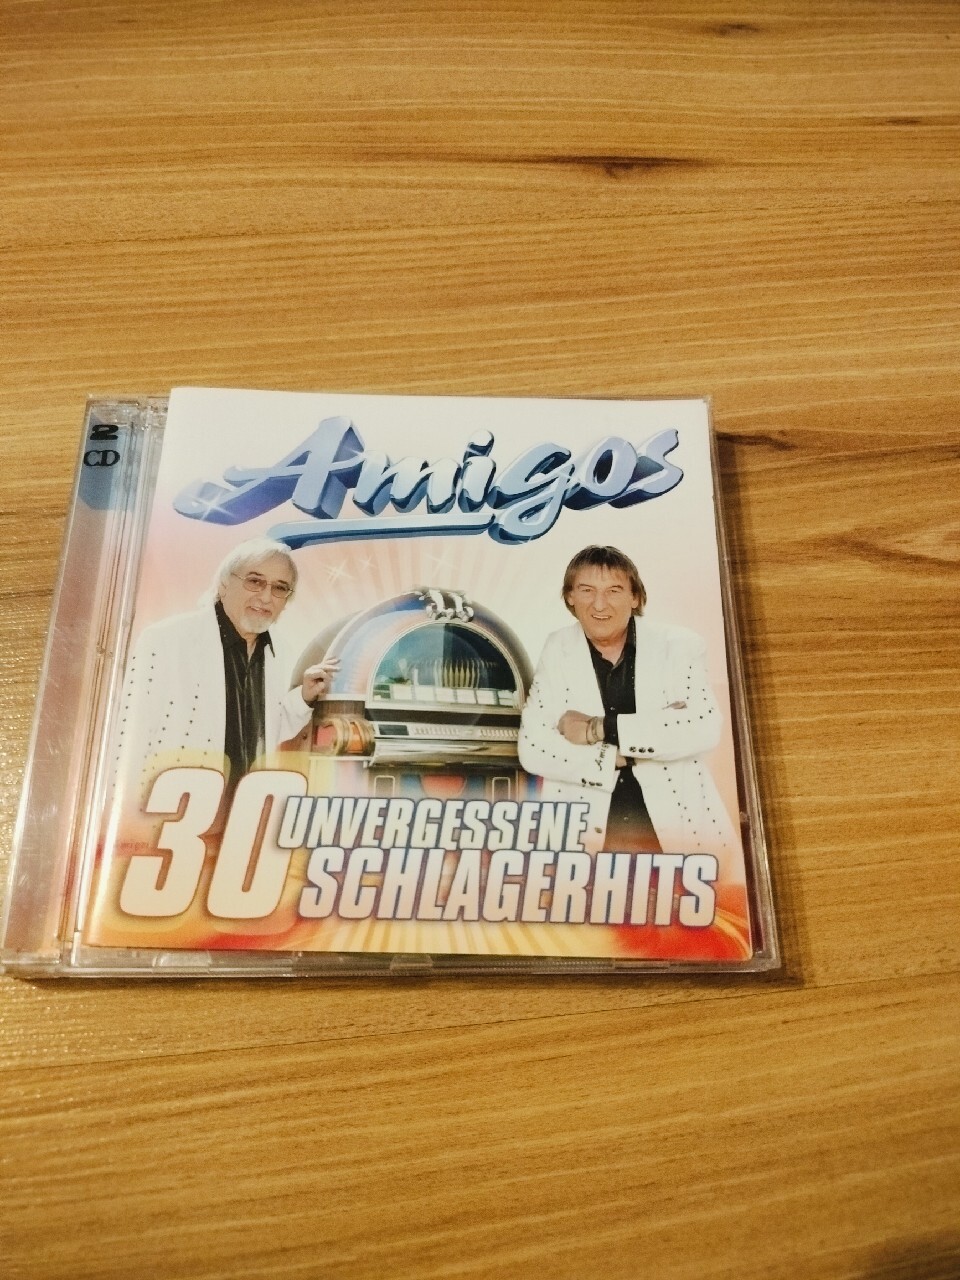 2
CD
Amigos
30 UNVERGESSENE
SCHLAGERHITS